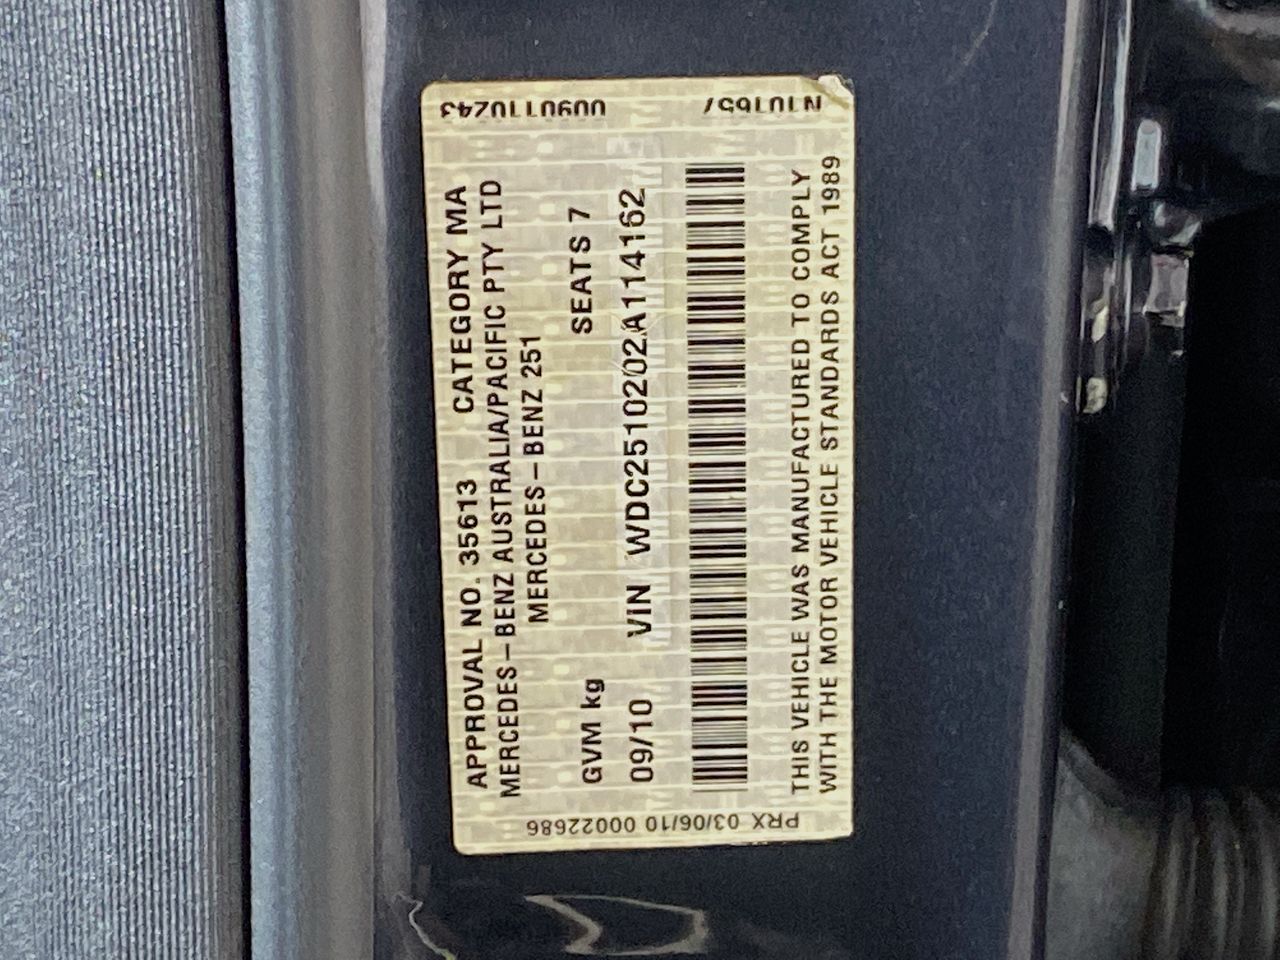 APPROVAL NO. 35613 CATEGORY MA
MERCEDES-BENZ AUSTRALIA/PACIFIC PTY LTD
MERCEDES-BENZ 251
GVM kg SEATS 7
09/10 VIN WDC2510202A114162
THIS VEHICLE WAS MANUFACTURED TO COMPLY
WITH THE MOTOR VEHICLE STANDARDS ACT 1989
PRX 03/06/10 00022686